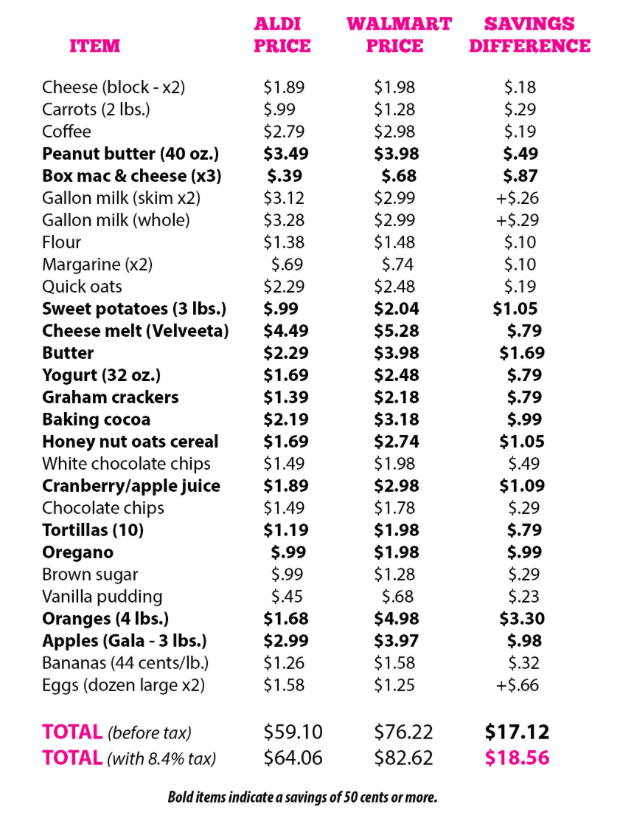 ITEM ALDI PRICE WALMART PRICE SAVINGS DIFFERENCE
Cheese (block - x2) $1.89 $1.98 $.18
Carrots (2 lbs.) $.99 $1.28 $.29
Coffee $2.79 $2.98 $.19
Peanut butter (40 oz.) $3.49 $3.98 $.49
Box mac & cheese (x3) $.39 $.68 $.87
Gallon milk (skim x2) $3.12 $2.99 +$.26
Gallon milk (whole) $3.28 $2.99 +$.29
Flour $1.38 $1.48 $.10
Margarine (x2) $.69 $.74 $.10
Quick oats $2.29 $2.48 $.19
Sweet potatoes (3 lbs.) $.99 $2.04 $1.05
Cheese melt (Velveeta) $4.49 $5.28 $.79
Butter $2.29 $3.98 $1.69
Yogurt (32 oz.) $1.69 $2.48 $.79
Graham crackers $1.39 $2.18 $.79
Baking cocoa $2.19 $3.18 $.99
Honey nut oats cereal $1.69 $2.74 $1.05
White chocolate chips $1.49 $1.98 $.49
Cranberry/apple juice $1.89 $2.98 $1.09
Chocolate chips $1.49 $1.78 $.29
Tortillas (10) $1.19 $1.98 $.79
Oregano $.99 $1.98 $.99
Brown sugar $.99 $1.28 $.29
Vanilla pudding $.45 $.68 $.23
Oranges (4 lbs.) $1.68 $4.98 $3.30
Apples (Gala - 3 lbs.) $2.99 $3.97 $.98
Bananas (44 cents/lb.) $1.26 $1.58 $.32
Eggs (dozen large x2) $1.58 $1.25 +$.66
TOTAL (before tax) $59.10 $76.22 $17.12
TOTAL (with 8.4% tax) $64.06 $82.62 $18.56
Bold items indicate a savings of 50 cents or more.